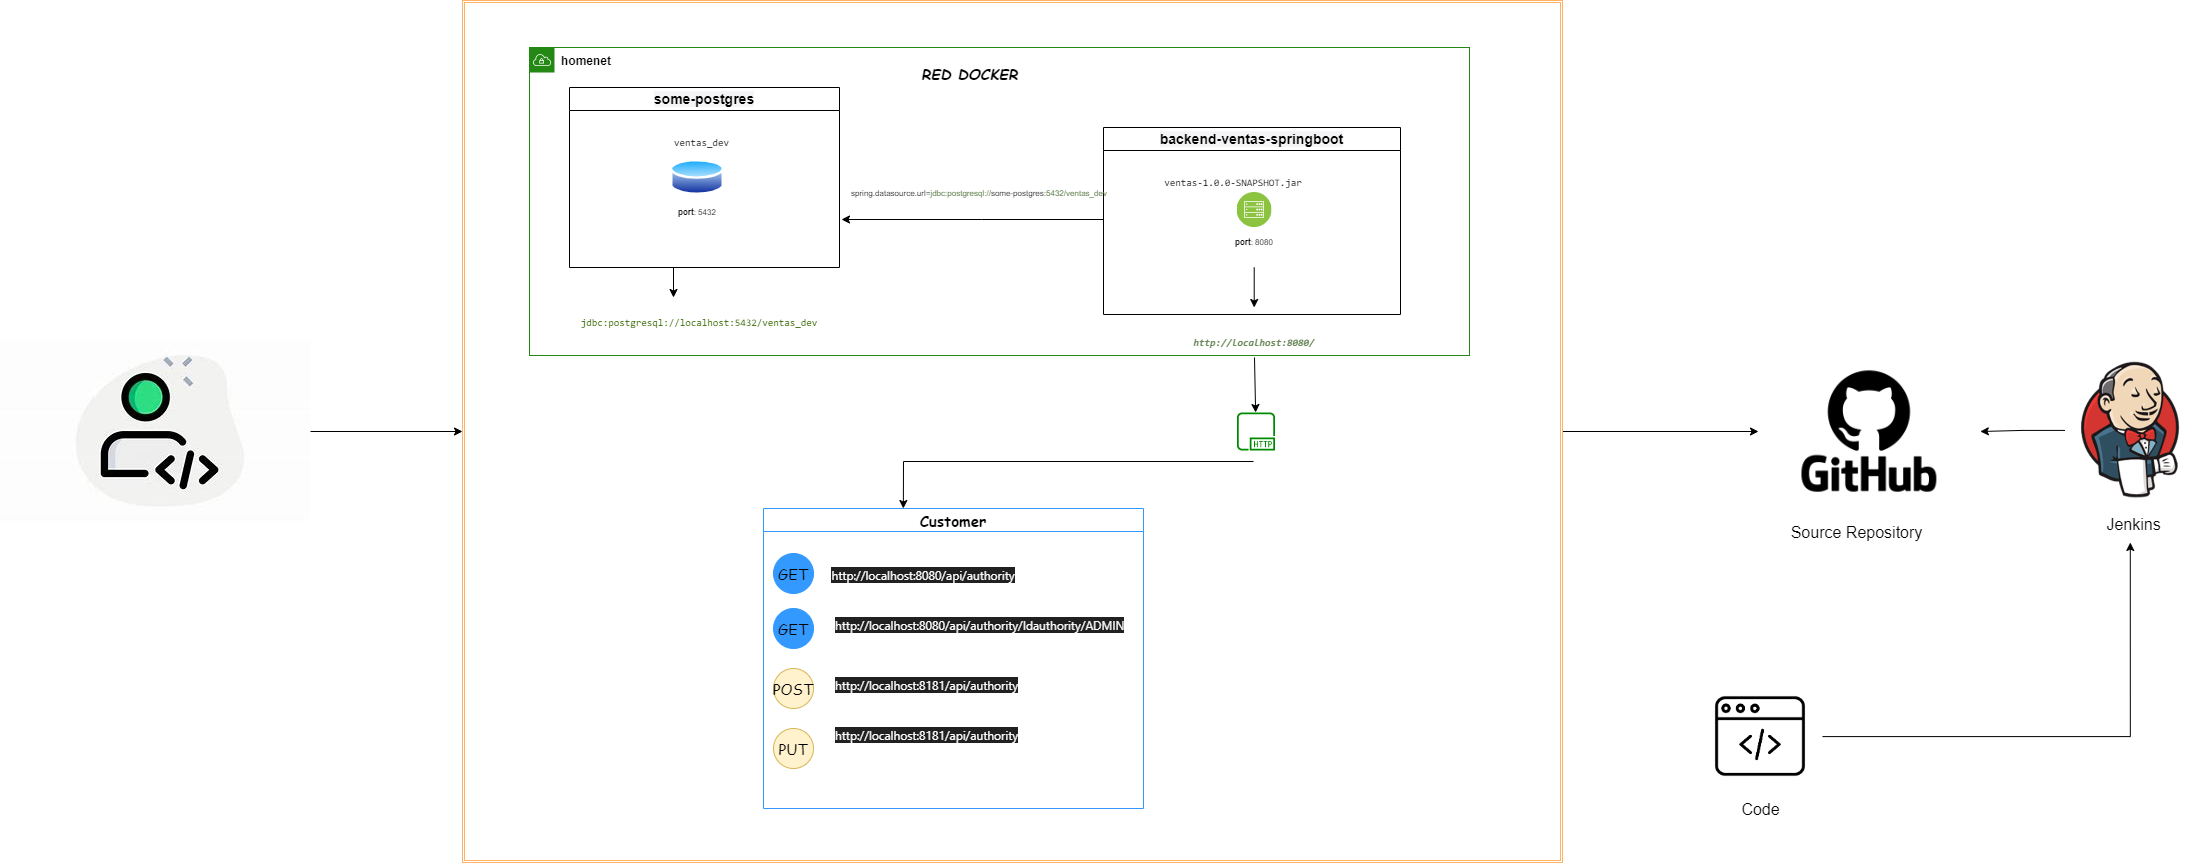 homenet
RED DOCKER
some-postgres
ventas_dev
port: 5432
jdbc:postgresql://localhost:5432/ventas_dev
spring.datasource.url=jdbc:postgresql://some-postgres:5432/ventas_dev
backend-ventas-springboot
ventas-1.0.0-SNAPSHOT.jar
port: 8080
http://localhost:8080/
HTTP
Customer
GET http://localhost:8080/api/authority
GET http://localhost:8080/api/authority/Idauthority/ADMIN
POST http://localhost:8181/api/authority
PUT http://localhost:8181/api/authority
GitHub
Source Repository
Jenkins
Code